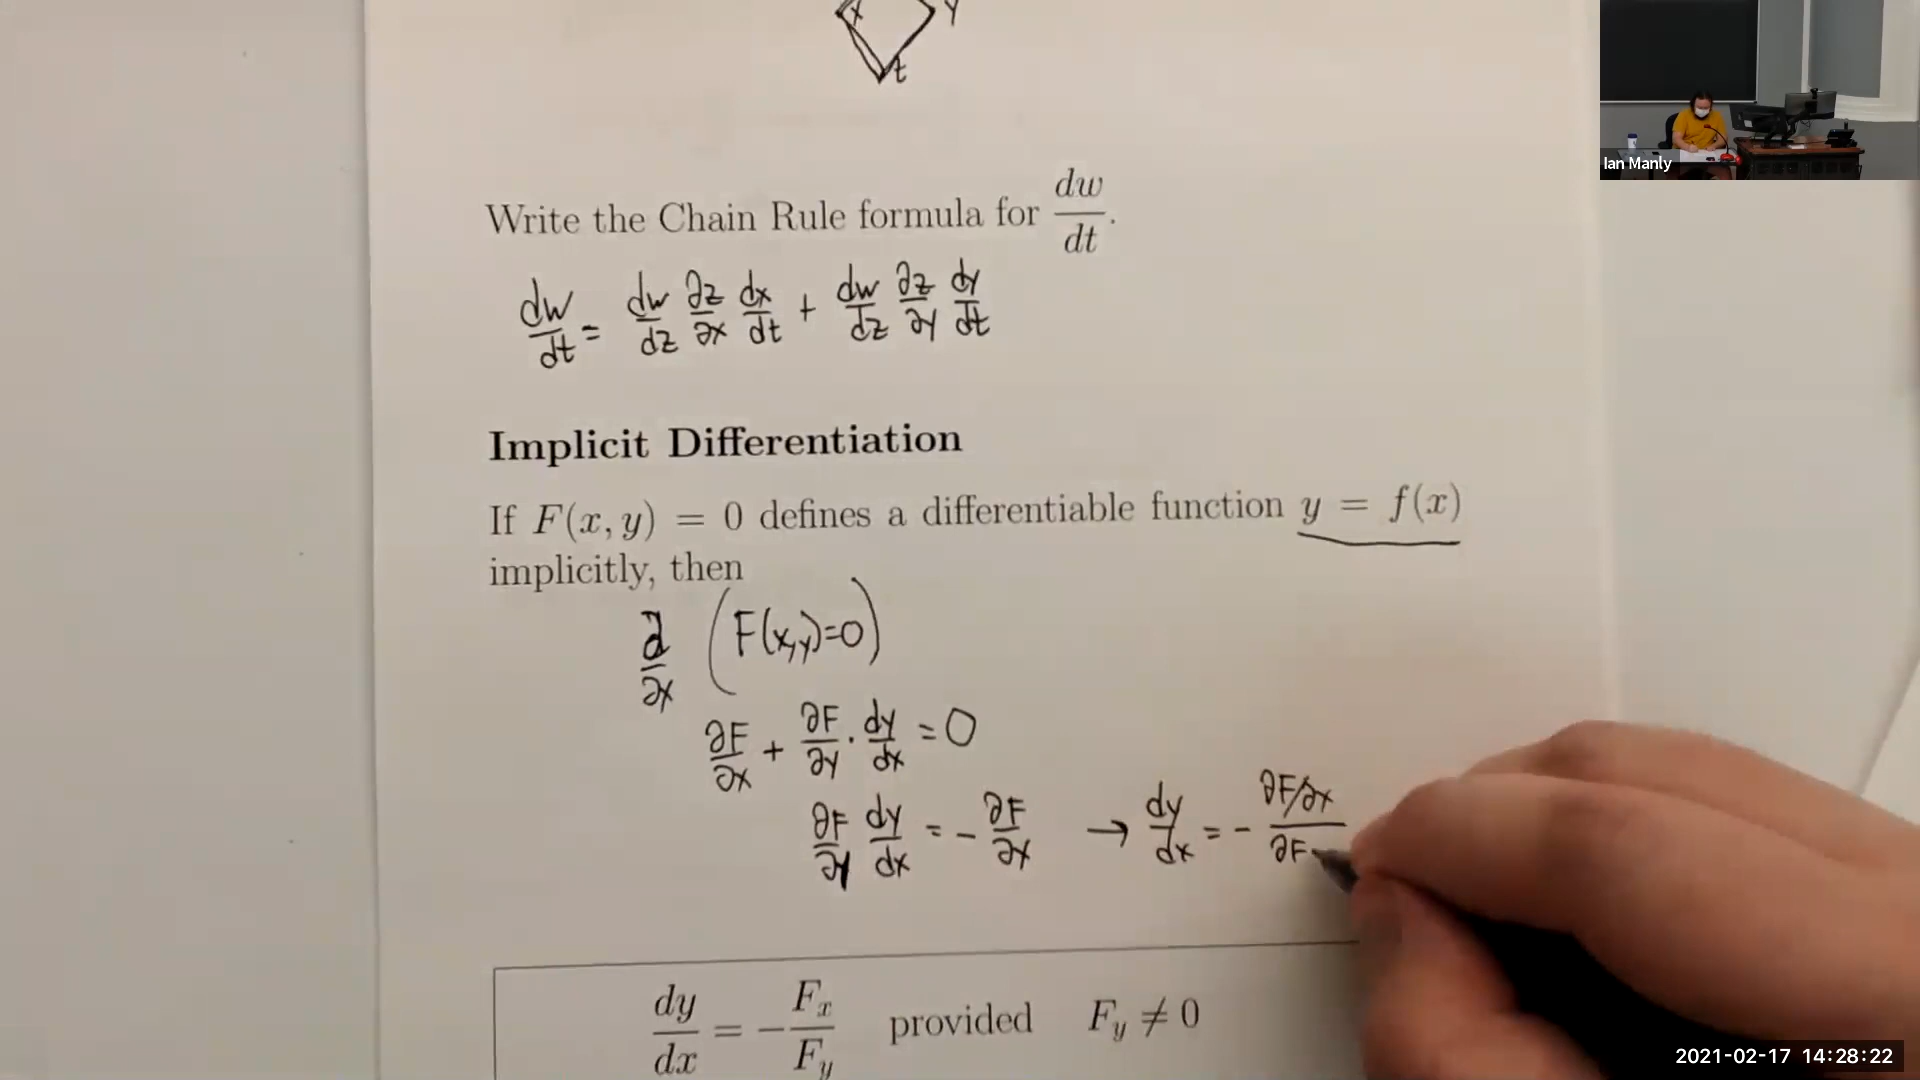 x y
t
Ian Manly
Write the Chain Rule formula for dw/dt.
dw/dt = dw/dz ∂z/∂x dx/dt + dw/dz ∂z/∂y dy/dt
Implicit Differentiation
If F(x, y) = 0 defines a differentiable function y = f(x)
implicitly, then
∂/∂x (F(x,y)=0)
∂F/∂x + ∂F/∂y · dy/dx = 0
∂F/∂y dy/dx = - ∂F/∂x → dy/dx = - (∂F/∂x)/(∂F
dy/dx = −F_x/F_y provided F_y ≠ 0
2021-02-17 14:28:22